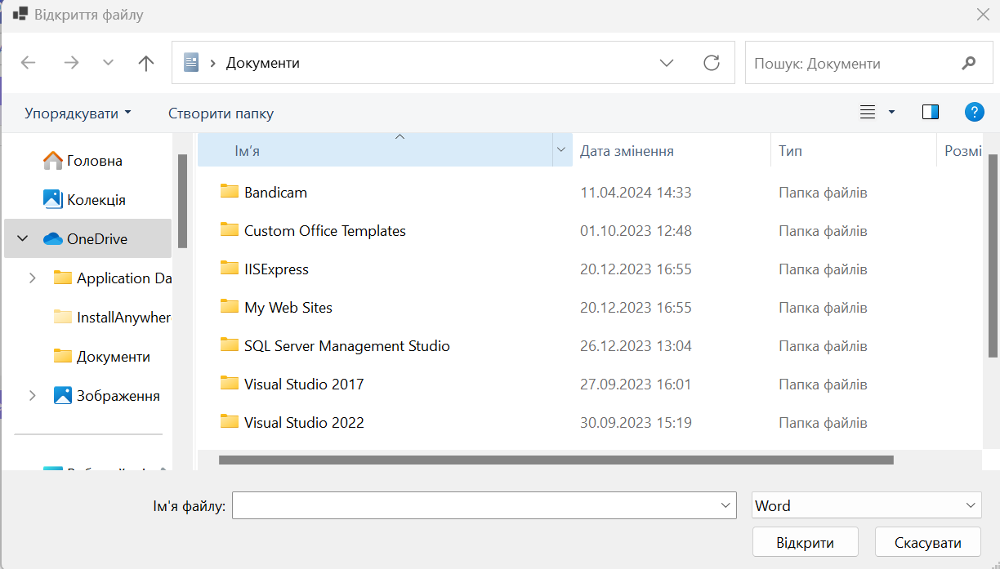 Відкриття файлу
Документи
Пошук: Документи
Упорядкувати
Створити папку
Головна
Колекція
OneDrive
Application Da
InstallAnywher
Документи
Зображення
Ім’я Дата змінення Тип Розмі
Bandicam 11.04.2024 14:33 Папка файлів
Custom Office Templates 01.10.2023 12:48 Папка файлів
IISExpress 20.12.2023 16:55 Папка файлів
My Web Sites 20.12.2023 16:55 Папка файлів
SQL Server Management Studio 26.12.2023 13:04 Папка файлів
Visual Studio 2017 27.09.2023 16:01 Папка файлів
Visual Studio 2022 30.09.2023 15:19 Папка файлів
Ім'я файлу:
Word
Відкрити
Скасувати